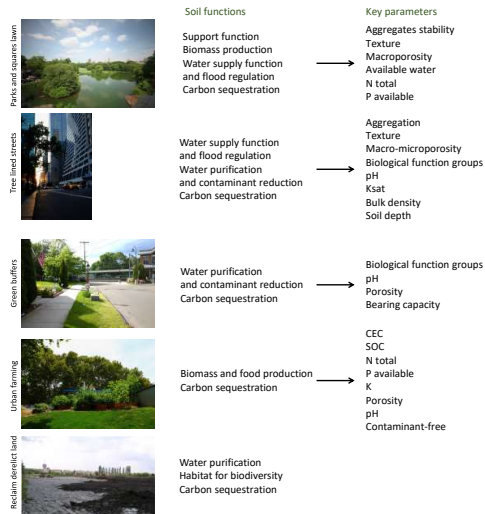 Soil functions
Key parameters
Parks and squares lawn
Support function
Biomass production
Water supply function
and flood regulation
Carbon sequestration
Aggregates stability
Texture
Macroporosity
Available water
N total
P available
Tree lined streets
Water supply function
and flood regulation
Water purification
and contaminant reduction
Carbon sequestration
Aggregation
Texture
Macro-microporosity
Biological function groups
pH
Ksat
Bulk density
Soil depth
Green buffers
Water purification
and contaminant reduction
Carbon sequestration
Biological function groups
pH
Porosity
Bearing capacity
Urban farming
Biomass and food production
Carbon sequestration
CEC
SOC
N total
P available
K
Porosity
pH
Contaminant-free
Reclaim derelict land
Water purification
Habitat for biodiversity
Carbon sequestration